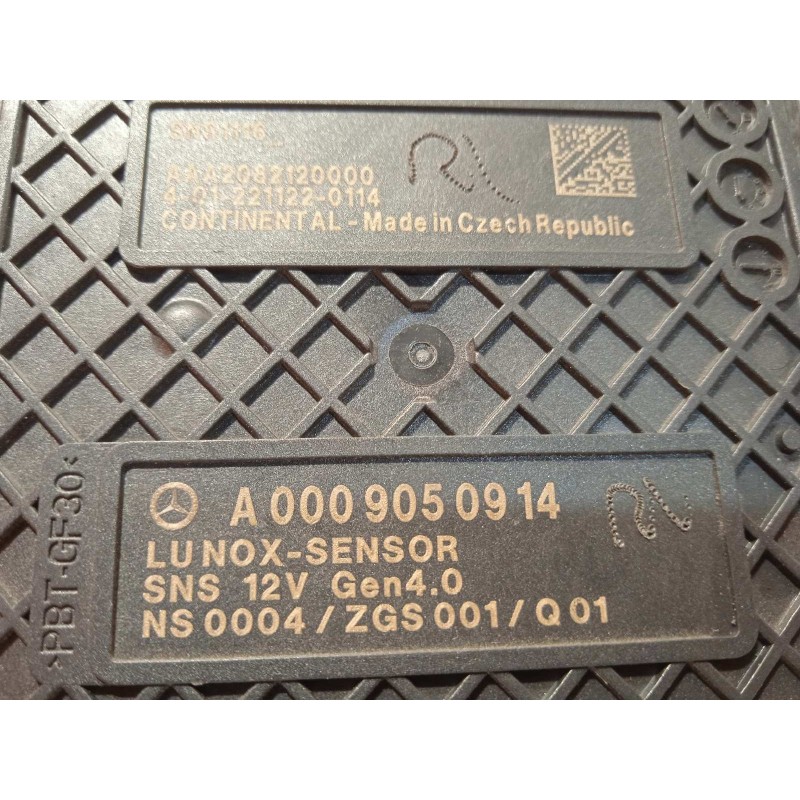 AAA2082120000
4-01-221122-0114
CONTINENTAL - Made in Czech Republic
>PBT-GF30<
A 000 905 09 14
LU NOX-SENSOR
SNS 12V Gen4.0
NS 0004 / ZGS 001 / Q 01